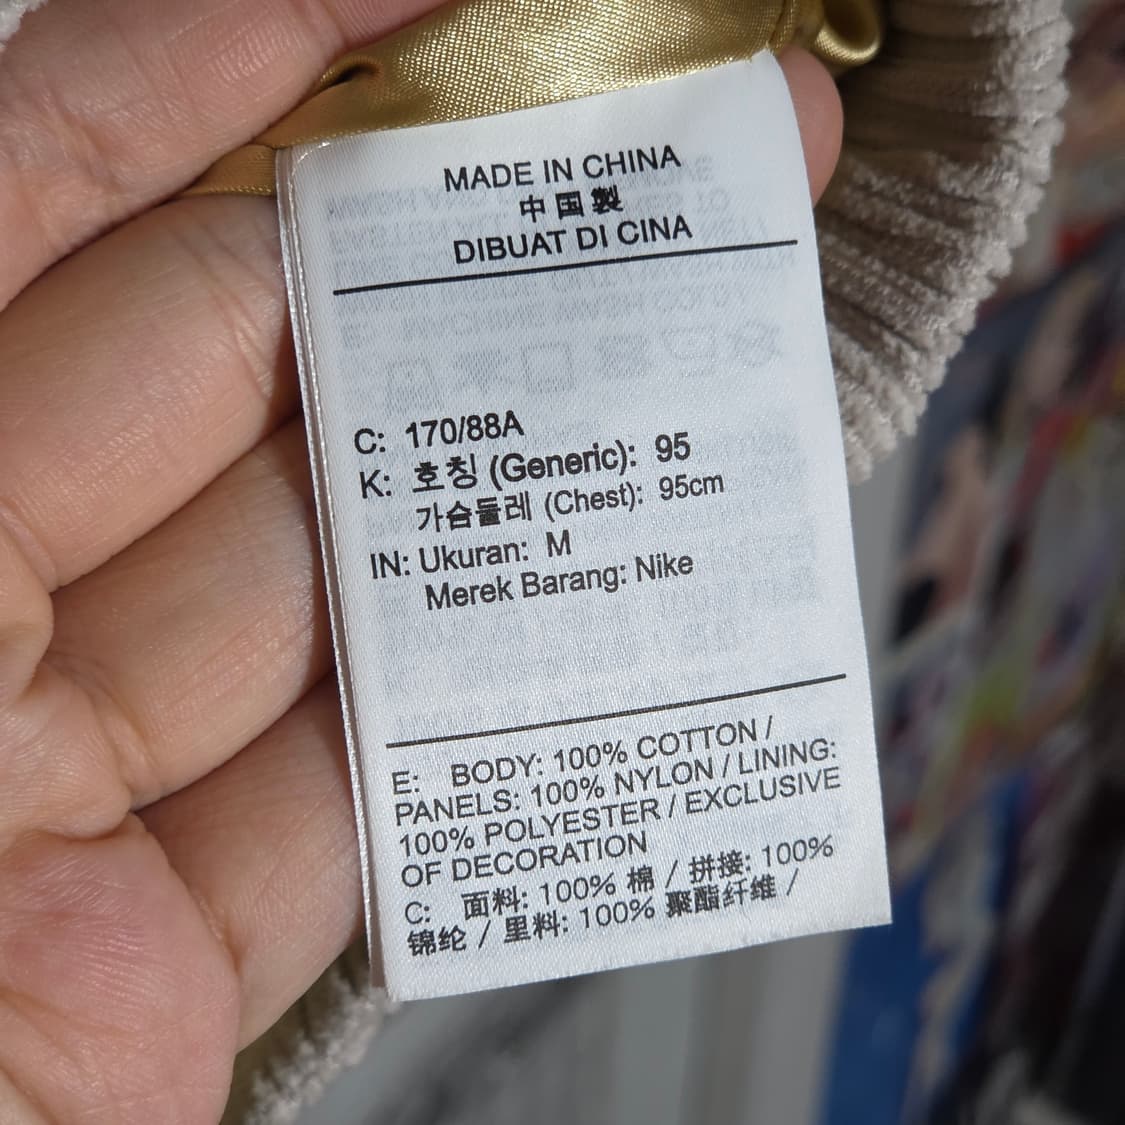 MADE IN CHINA
中国製
DIBUAT DI CINA
C: 170/88A
K: 호칭 (Generic): 95
가슴둘레 (Chest): 95cm
IN: Ukuran: M
Merek Barang: Nike
E: BODY: 100% COTTON /
PANELS: 100% NYLON / LINING:
100% POLYESTER / EXCLUSIVE
OF DECORATION
C: 面料: 100% 棉 / 拼接: 100%
锦纶 / 里料: 100% 聚酯纤维 /